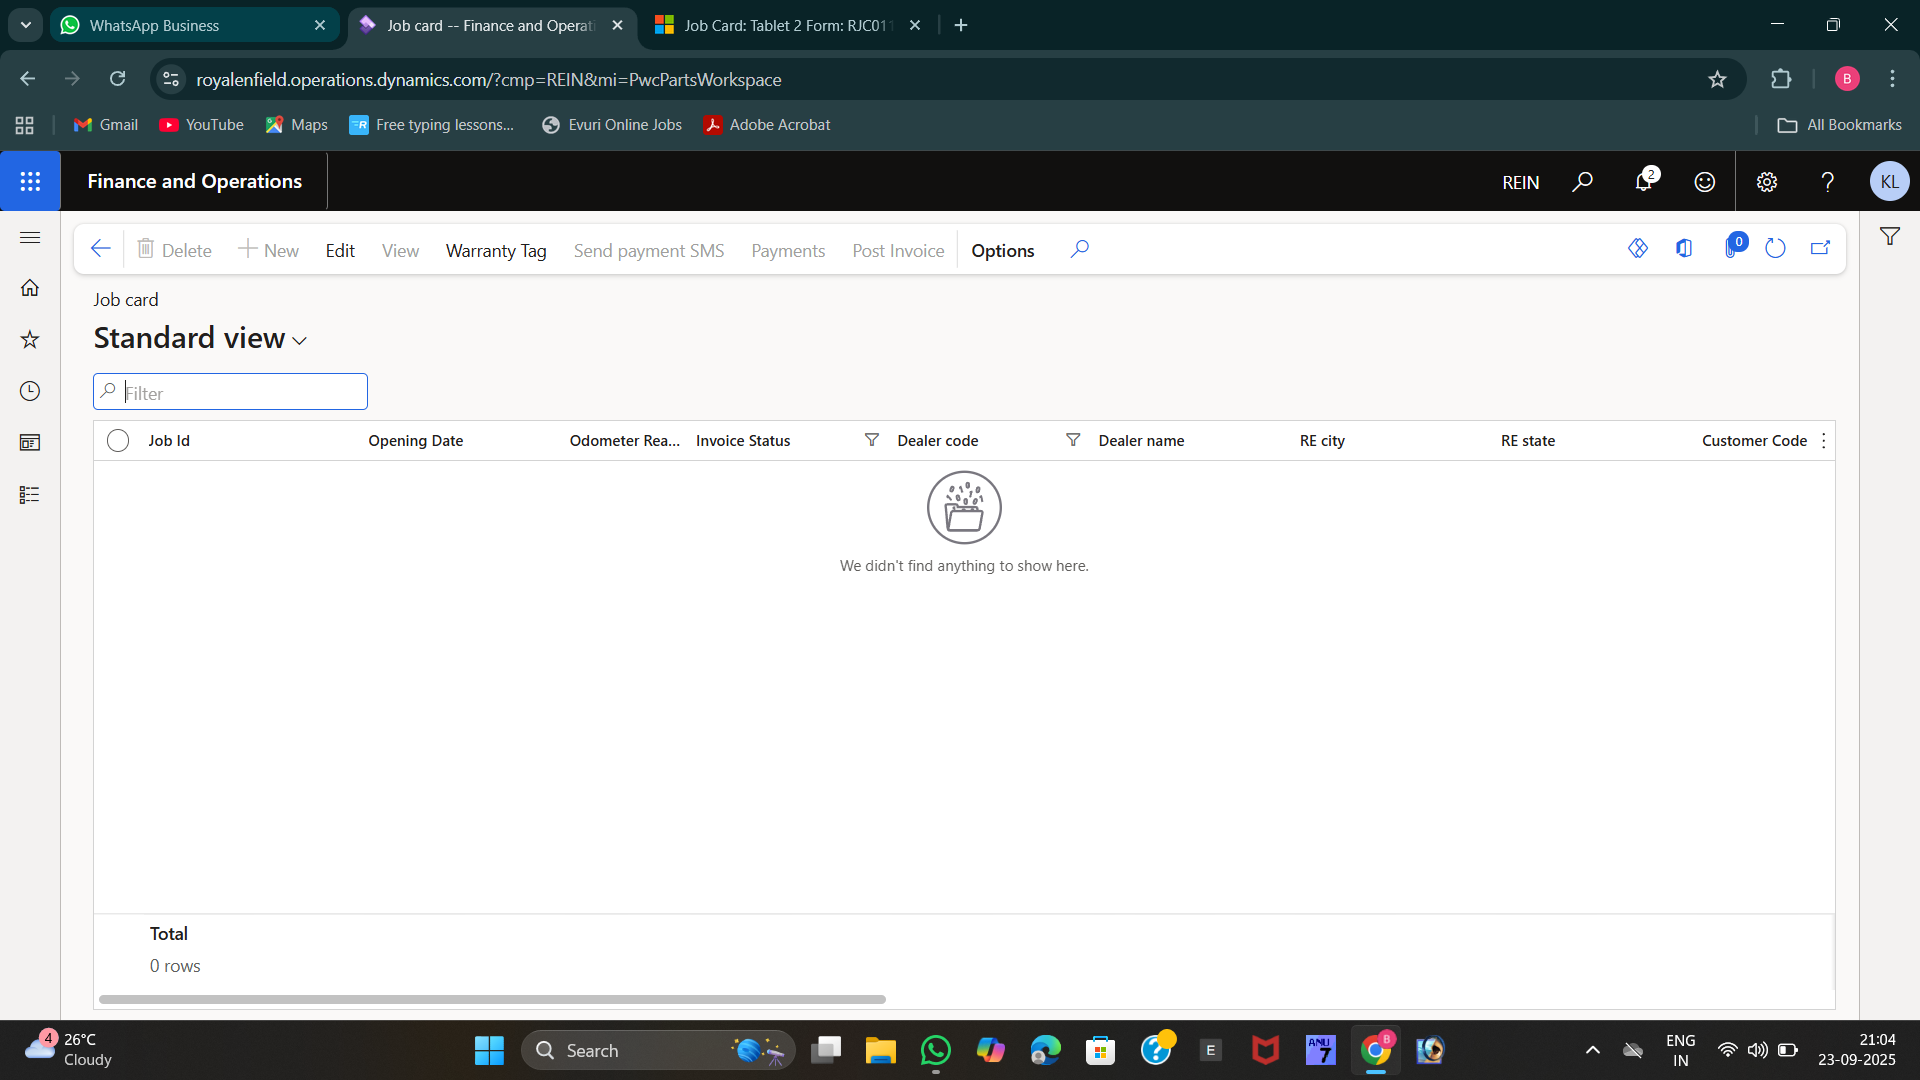 WhatsApp Business
Job card -- Finance and Operati
Job Card: Tablet 2 Form: RJC011
royalenfield.operations.dynamics.com/?cmp=REIN&mi=PwcPartsWorkspace
B
Gmail
YouTube
Maps
Free typing lessons...
Evuri Online Jobs
Adobe Acrobat
All Bookmarks
Finance and Operations
REIN
2
KL
Delete
New
Edit
View
Warranty Tag
Send payment SMS
Payments
Post Invoice
Options
0
Job card
Standard view
Filter
Job Id
Opening Date
Odometer Rea...
Invoice Status
Dealer code
Dealer name
RE city
RE state
Customer Code
We didn't find anything to show here.
Total
0 rows
4
26°C
Cloudy
Search
E
ANU
7
B
ENG
IN
21:04
23-09-2025